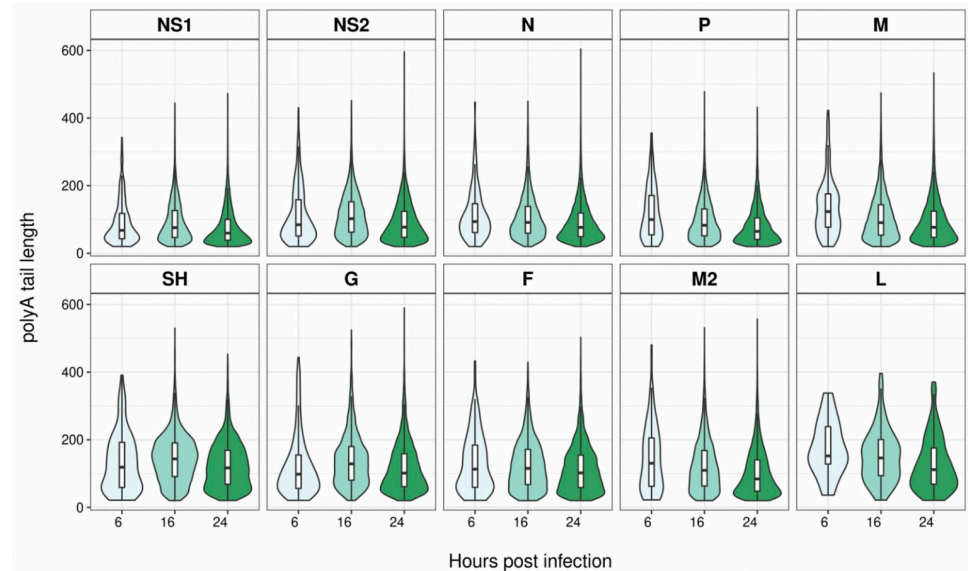 NS1 NS2 N P M
600
400
200
0
SH G F M2 L
600
400
200
0
6 16 24 6 16 24 6 16 24 6 16 24 6 16 24
polyA tail length
Hours post infection